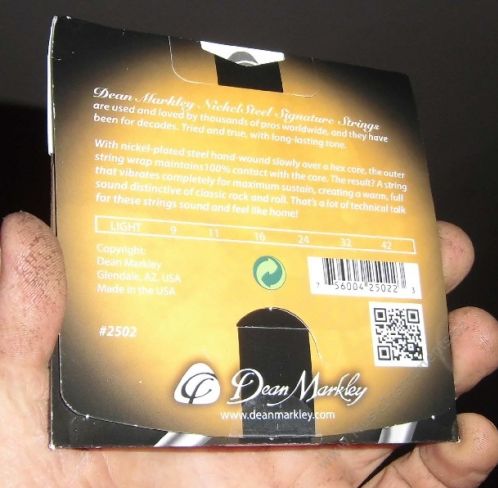 Dean Markley NickelSteel Signature Strings
are used and loved by thousands of pros worldwide, and they have
been for decades. Tried and true, with long-lasting tone.
With nickel-plated steel hand-wound slowly over a hex core, the outer
string wrap maintains 100% contact with the core. The result? A string
that vibrates completely for maximum sustain, creating a warm, full
sound distinctive of classic rock and roll. That's a lot of technical talk
for these strings sound and feel like home!
LIGHT 9 11 16 24 32 42
Copyright:
Dean Markley
Glendale, AZ, USA
Made in the USA
7 56004 25022 3
#2502
Dean Markley
www.deanmarkley.com